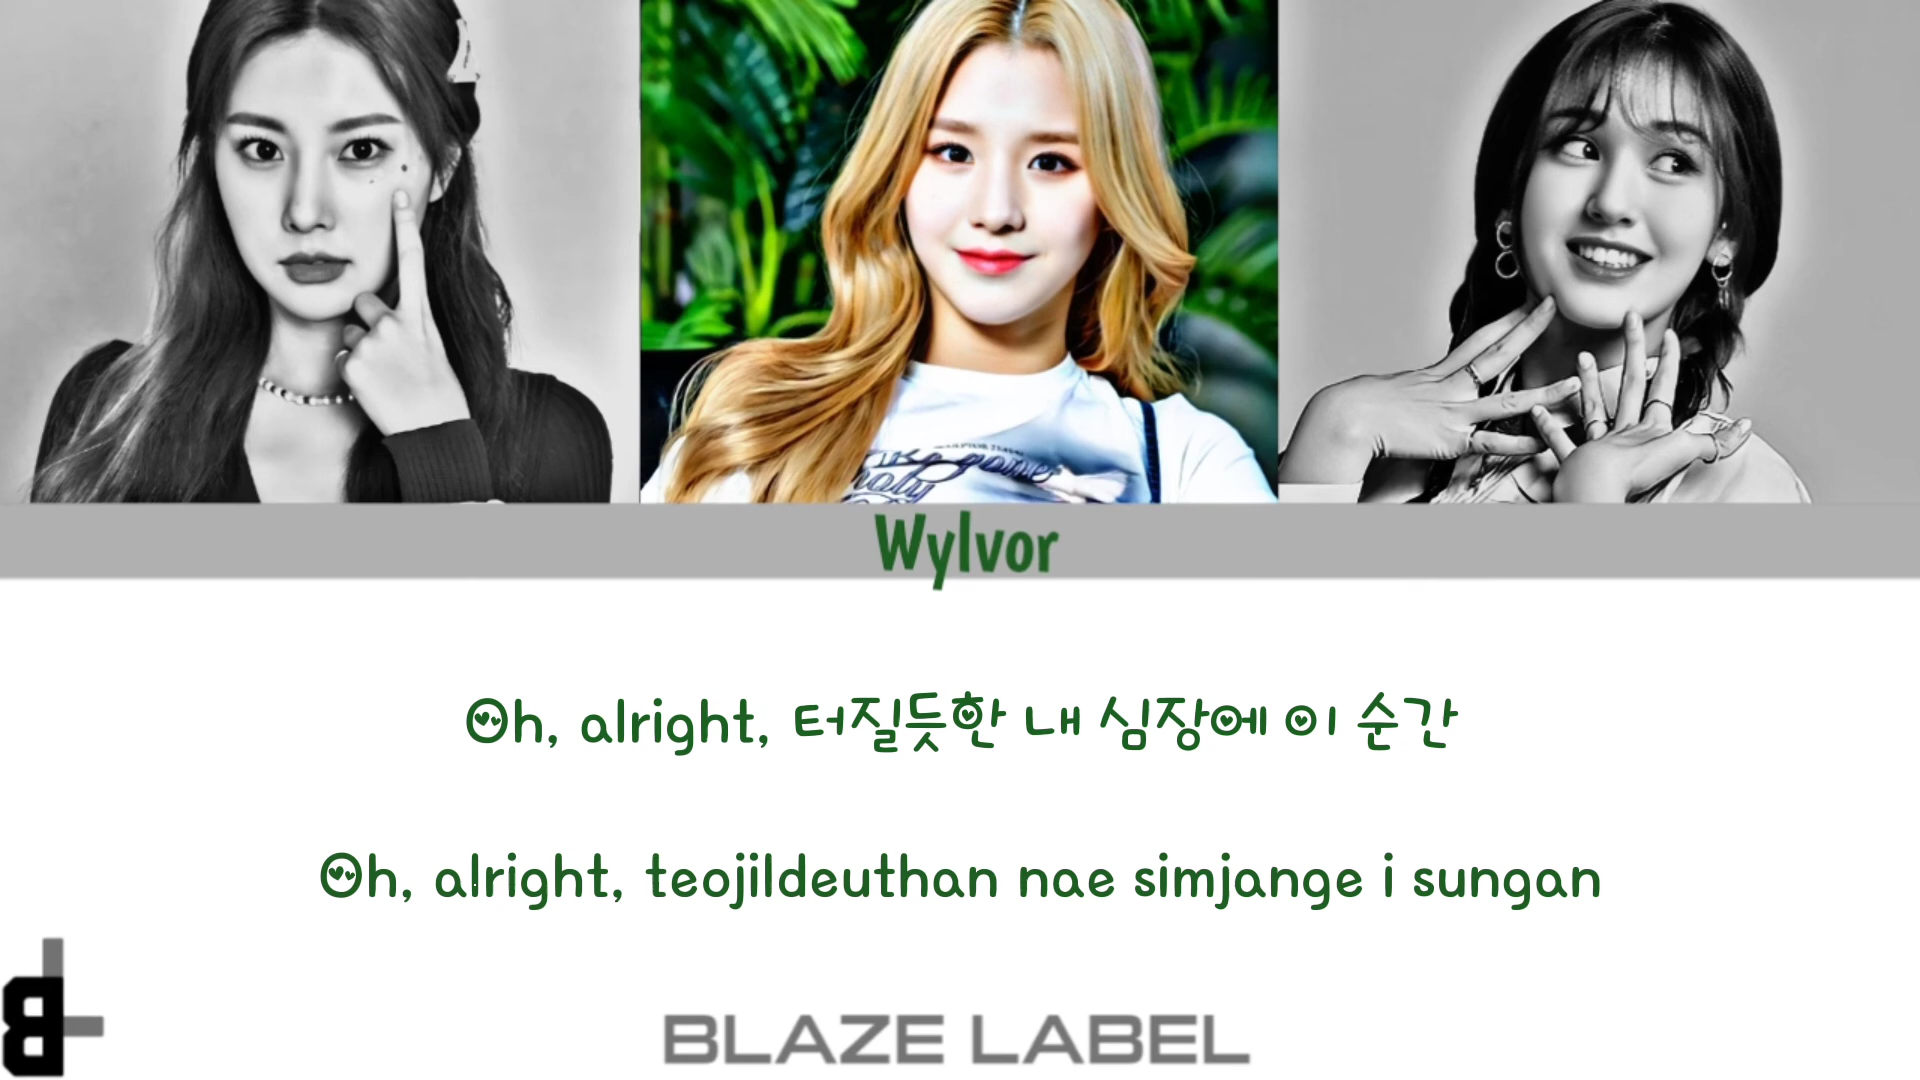 Wylvor
Oh, alright, 터질듯한 내 심장에 이 순간
Oh, alright, teojildeuthan nae simjange i sungan
B
BLAZE LABEL